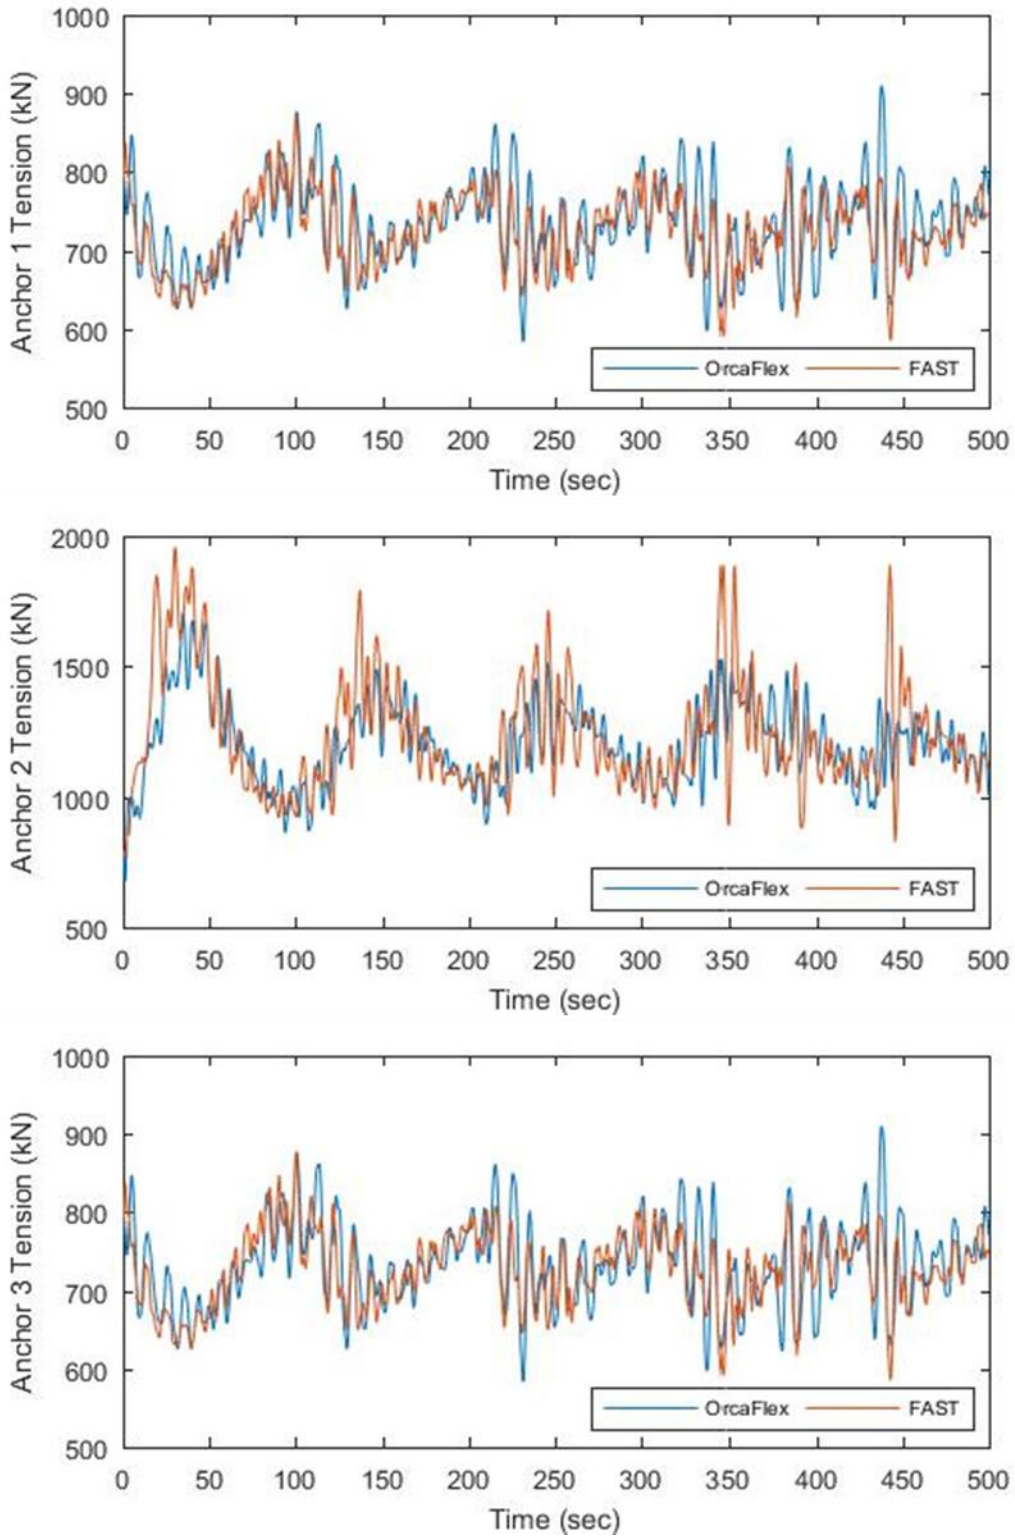 1000
900
800
700
600
500
Anchor 1 Tension (kN)
OrcaFlex FAST
0 50 100 150 200 250 300 350 400 450 500
Time (sec)
2000
1500
1000
500
Anchor 2 Tension (kN)
OrcaFlex FAST
0 50 100 150 200 250 300 350 400 450 500
Time (sec)
1000
900
800
700
600
500
Anchor 3 Tension (kN)
OrcaFlex FAST
0 50 100 150 200 250 300 350 400 450 500
Time (sec)